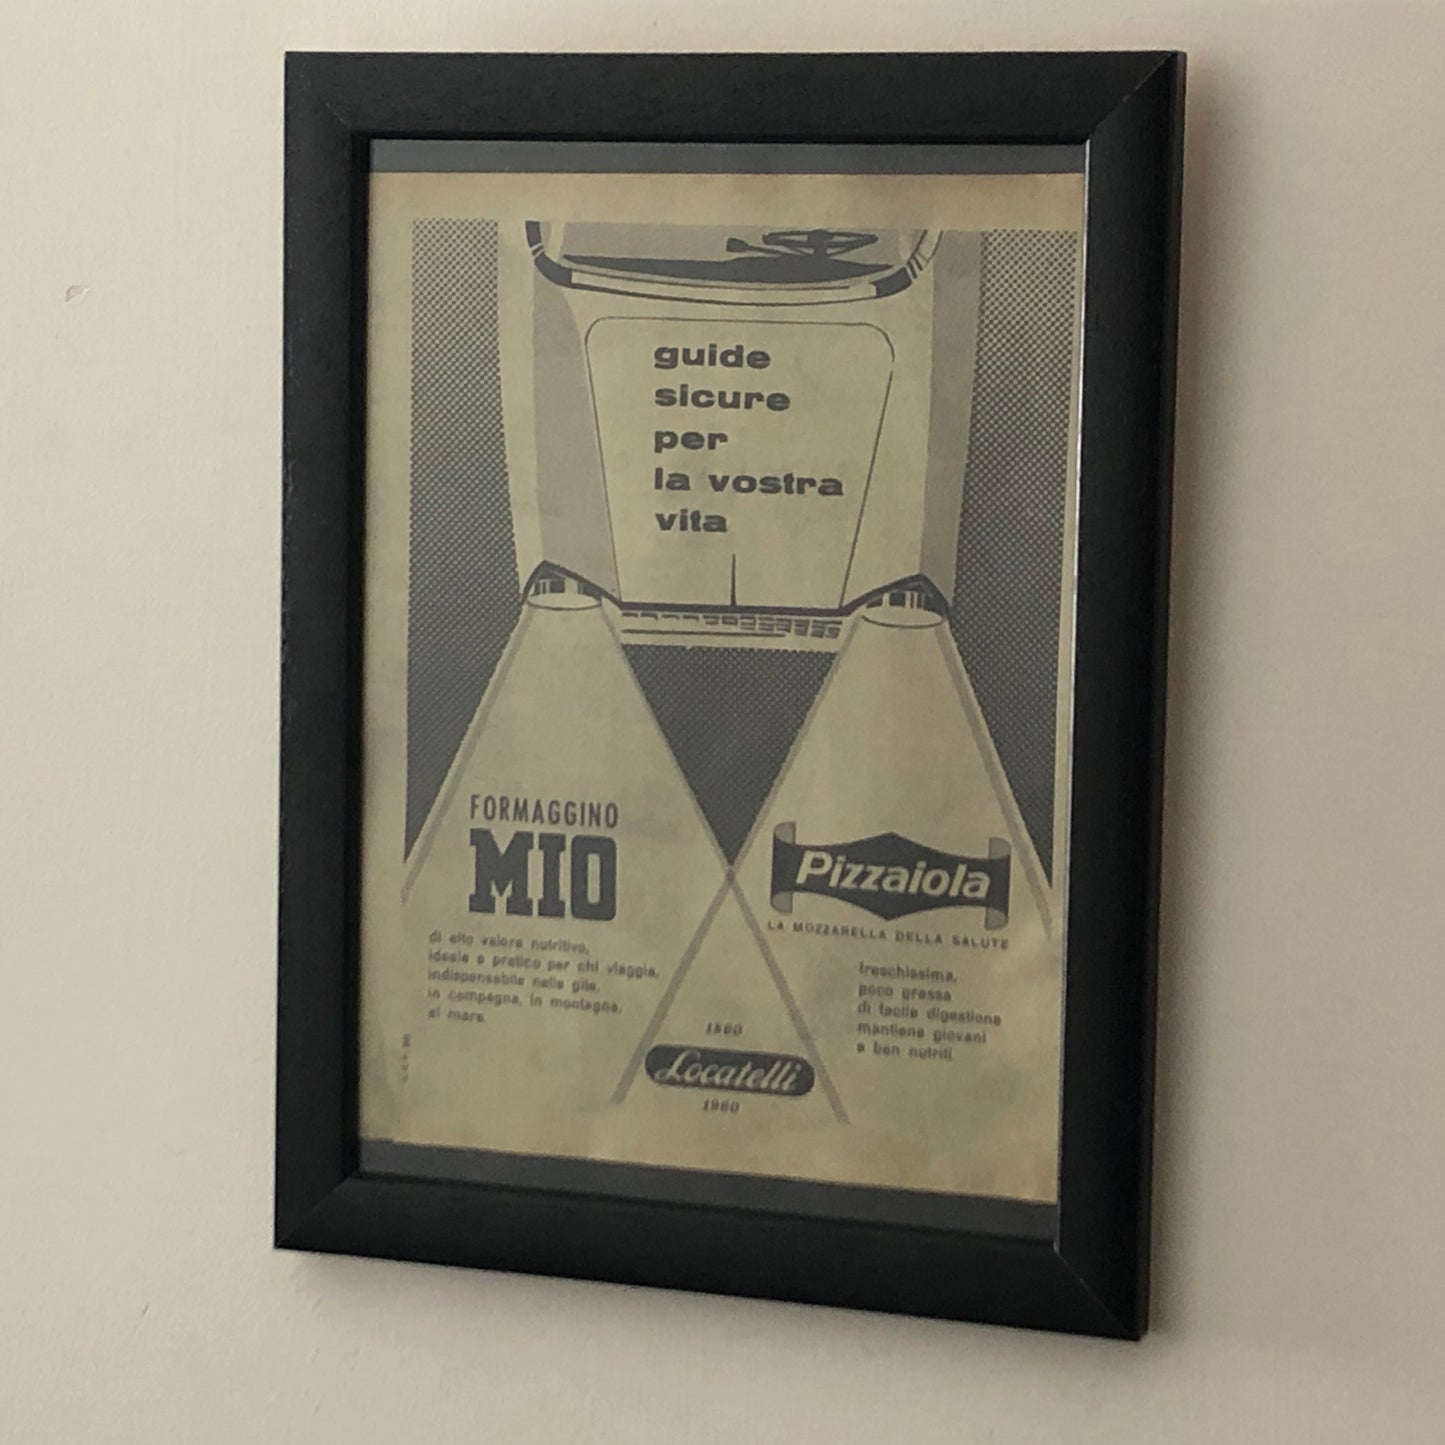 guide
sicure
per
la vostra
vita
FORMAGGINO
MIO
di alto valore nutritivo,
ideale e pratico per chi viaggia,
indispensabile nelle gite,
in campagna, in montagna,
al mare.
Pizzaiola
LA MOZZARELLA DELLA SALUTE
freschissima,
poco grassa
di facile digestione
mantiene giovani
e ben nutriti.
1860
Locatelli
1960